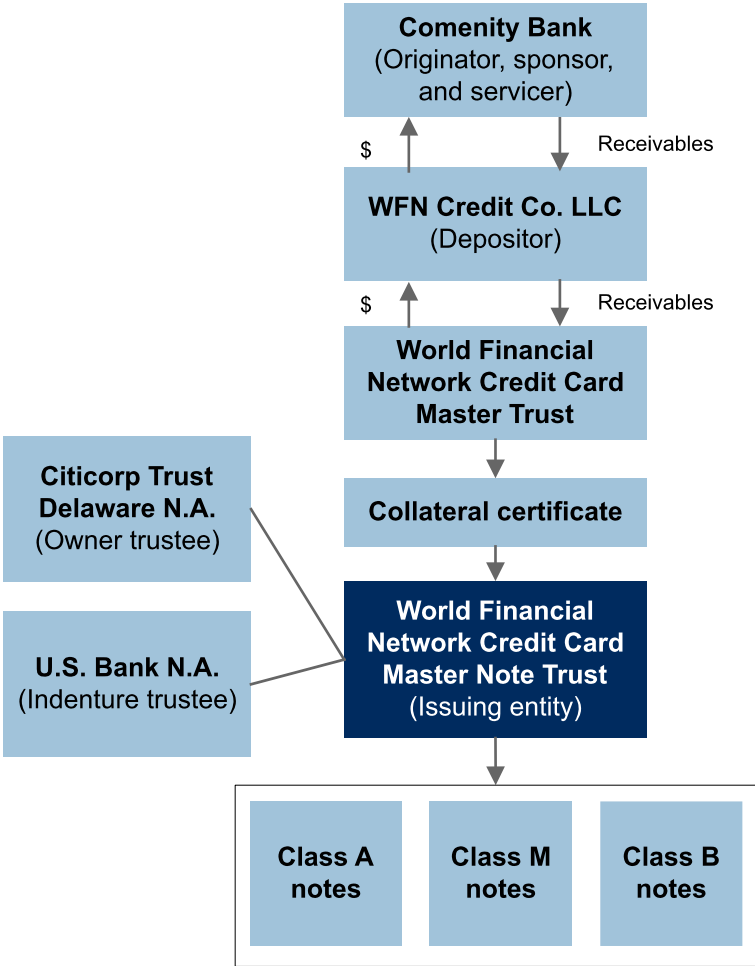 Comenity Bank
(Originator, sponsor,
and servicer)
$
Receivables
WFN Credit Co. LLC
(Depositor)
$
Receivables
World Financial
Network Credit Card
Master Trust
Citicorp Trust
Delaware N.A.
(Owner trustee)
Collateral certificate
World Financial
Network Credit Card
Master Note Trust
(Issuing entity)
U.S. Bank N.A.
(Indenture trustee)
Class A
notes
Class M
notes
Class B
notes